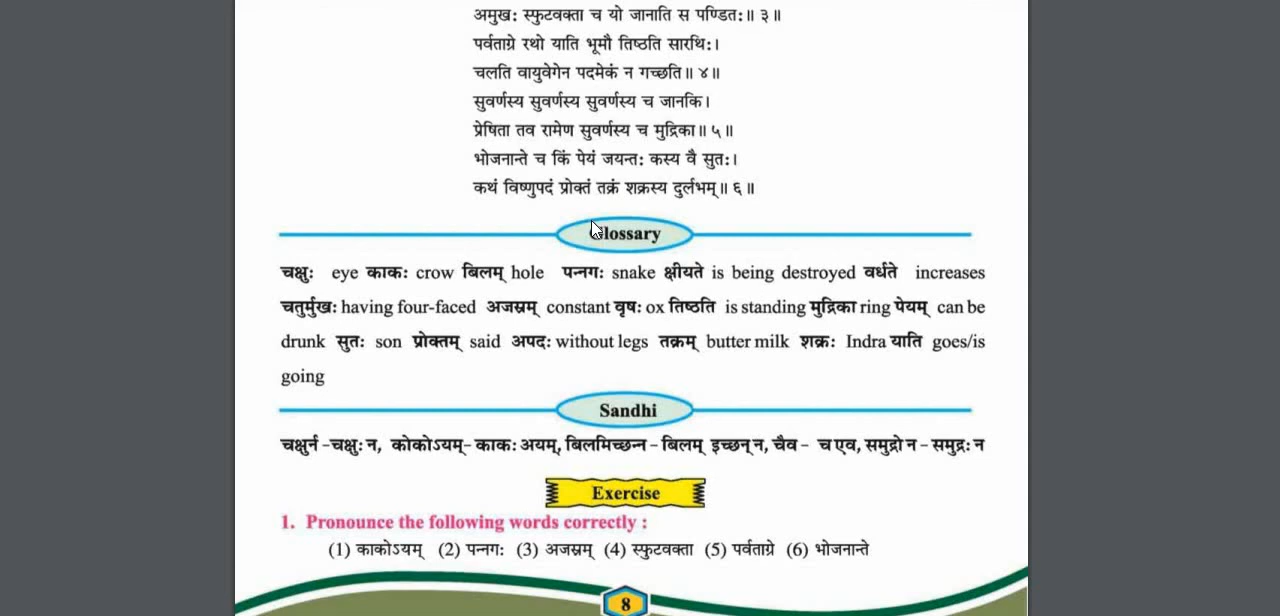 अमुखः स्फुटवक्ता च यो जानाति स पण्डितः॥ ३॥
पर्वताग्रे रथो याति भूमौ तिष्ठति सारथिः।
चलति वायुवेगेन पदमेकं न गच्छति॥ ४॥
सुवर्णस्य सुवर्णस्य सुवर्णस्य च जानकि।
प्रेषिता तव रामेण सुवर्णस्य च मुद्रिका॥ ५॥
भोजनान्ते च किं पेयं जयन्तः कस्य वै सुतः।
कथं विष्णुपदं प्रोक्तं तक्रं शक्रस्य दुर्लभम्॥ ६॥
Glossary
चक्षुः eye काकः crow बिलम् hole पन्नगः snake क्षीयते is being destroyed वर्धते increases
चतुर्मुखः having four-faced अजस्रम् constant वृषः ox तिष्ठति is standing मुद्रिका ring पेयम् can be
drunk सुतः son प्रोक्तम् said अपदः without legs तक्रम् butter milk शक्रः Indra याति goes/is
going
Sandhi
चक्षुर्न -चक्षुः न, कोकोऽयम्- काकः अयम्, बिलमिच्छन्न - बिलम् इच्छन् न, चैव - च एव, समुद्रो न - समुद्रः न
Exercise
1. Pronounce the following words correctly :
(1) काकोऽयम् (2) पन्नगः (3) अजस्रम् (4) स्फुटवक्ता (5) पर्वताग्रे (6) भोजनान्ते
8